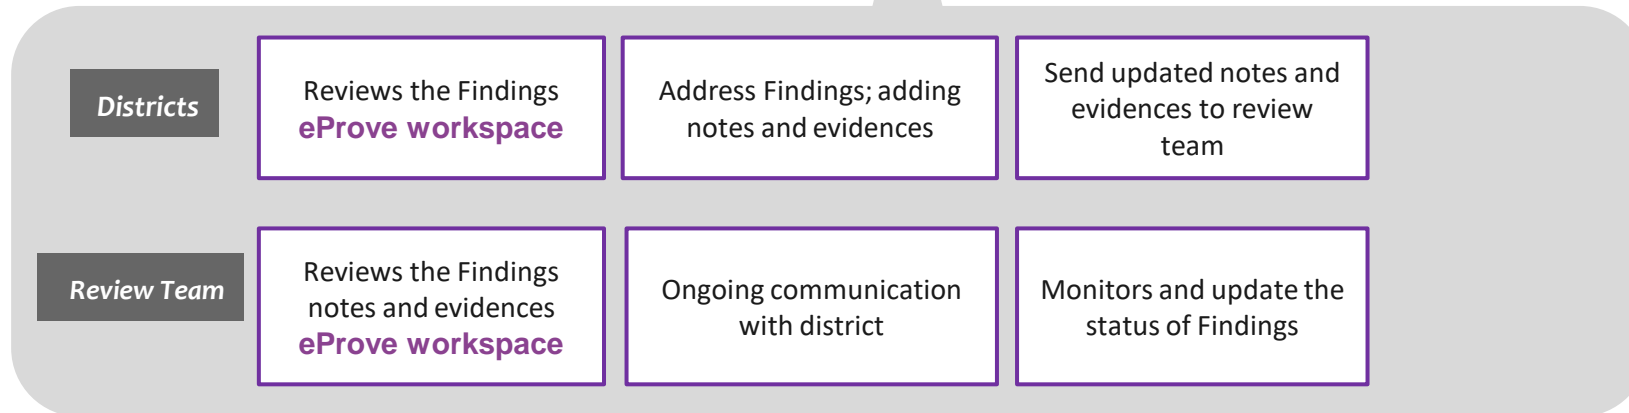 Districts
Reviews the Findings
eProve workspace
Address Findings; adding
notes and evidences
Send updated notes and
evidences to review
team
Review Team
Reviews the Findings
notes and evidences
eProve workspace
Ongoing communication
with district
Monitors and update the
status of Findings